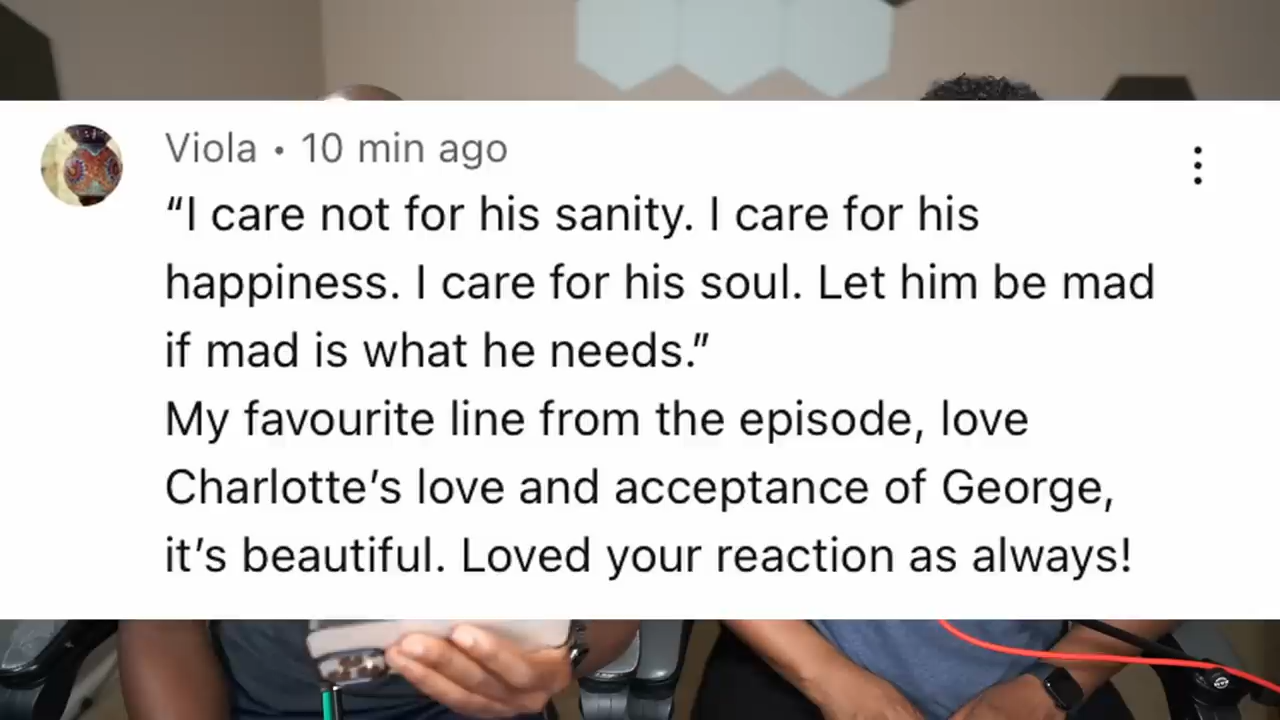 Viola • 10 min ago
“I care not for his sanity. I care for his
happiness. I care for his soul. Let him be mad
if mad is what he needs.”
My favourite line from the episode, love
Charlotte’s love and acceptance of George,
it’s beautiful. Loved your reaction as always!